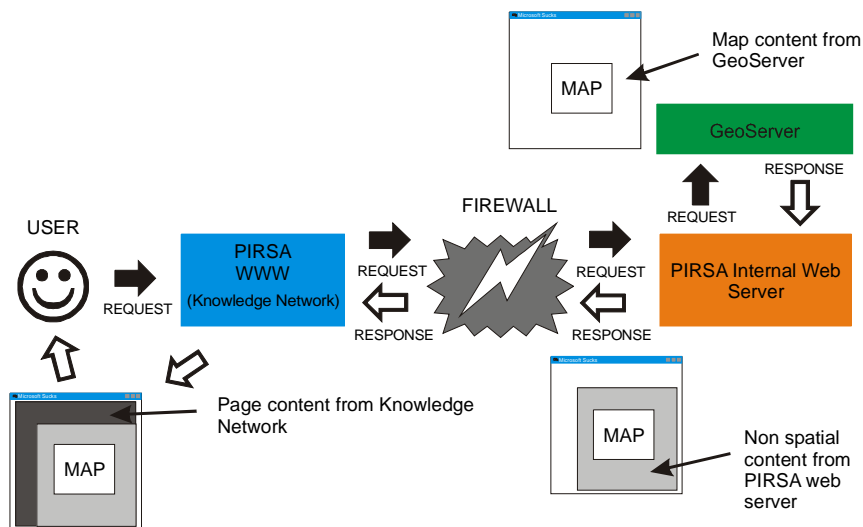 Microsoft Sucks
MAP
Map content from
GeoServer
GeoServer
REQUEST
RESPONSE
USER
REQUEST
PIRSA
WWW
(Knowledge Network)
REQUEST
RESPONSE
FIREWALL
REQUEST
RESPONSE
PIRSA Internal Web
Server
Microsoft Sucks
MAP
Page content from Knowledge
Network
Microsoft Sucks
MAP
Non spatial
content from
PIRSA web
server